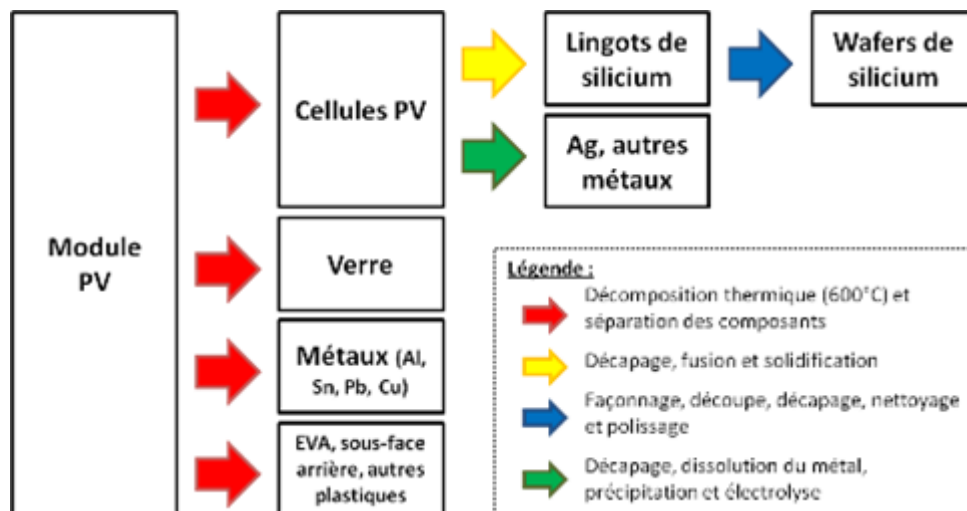 Module
PV
Cellules PV
Lingots de
silicium
Wafers de
silicium
Ag, autres
métaux
Verre
Métaux (Al,
Sn, Pb, Cu)
EVA, sous-face
arrière, autres
plastiques
Légende :
Décomposition thermique (600°C) et
séparation des composants
Décapage, fusion et solidification
Façonnage, découpe, décapage, nettoyage
et polissage
Décapage, dissolution du métal,
précipitation et électrolyse